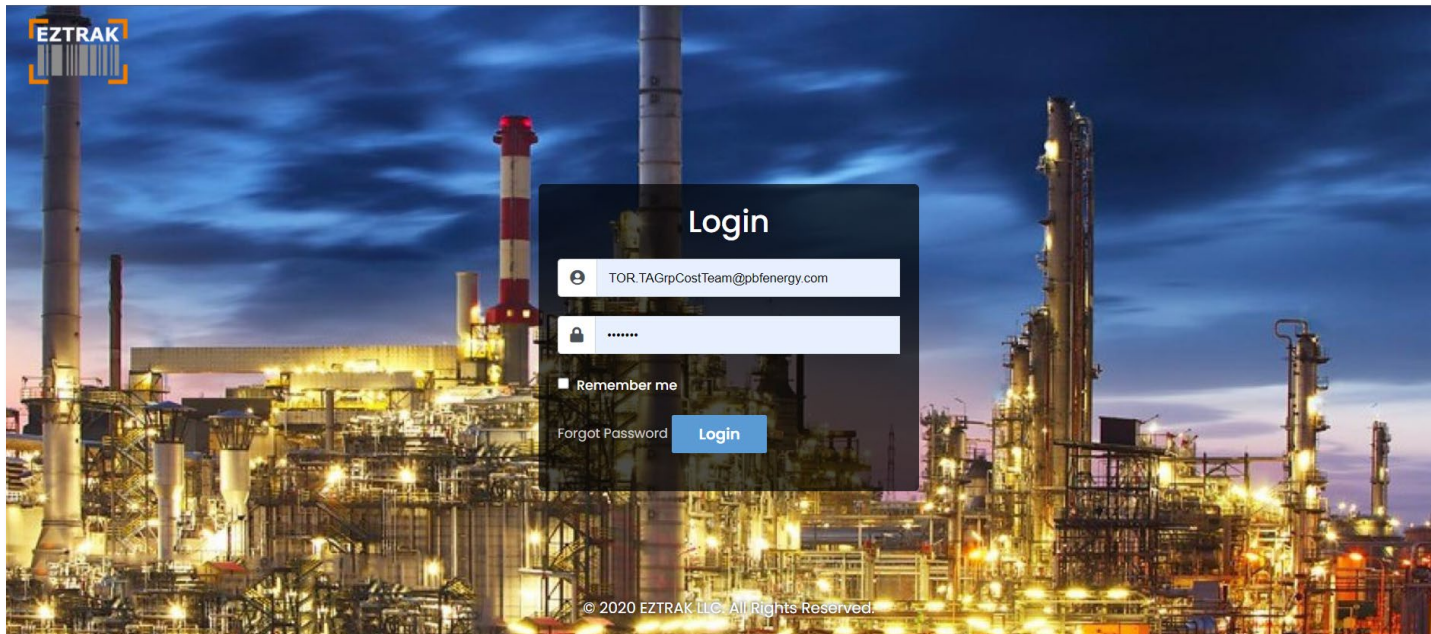 EZTRAK
Login
TOR.TAGrpCostTeam@pbfenergy.com
•••••••
Remember me
Forgot Password Login
© 2020 EZTRAK LLC. All Rights Reserved.